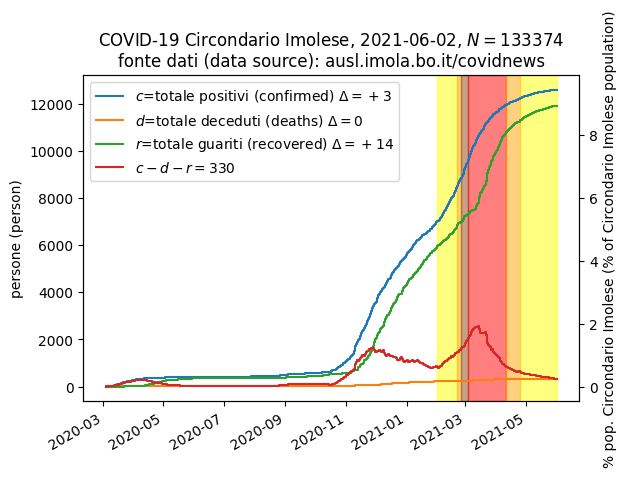 COVID-19 Circondario Imolese, 2021-06-02, N = 133374
fonte dati (data source): ausl.imola.bo.it/covidnews
c=totale positivi (confirmed) Δ = +3
d=totale deceduti (deaths) Δ = 0
r=totale guariti (recovered) Δ = +14
c − d − r = 330
persone (person)
12000
10000
8000
6000
4000
2000
0
8
6
4
2
0
% pop. Circondario Imolese (% of Circondario Imolese population)
2020-03
2020-05
2020-07
2020-09
2020-11
2021-01
2021-03
2021-05